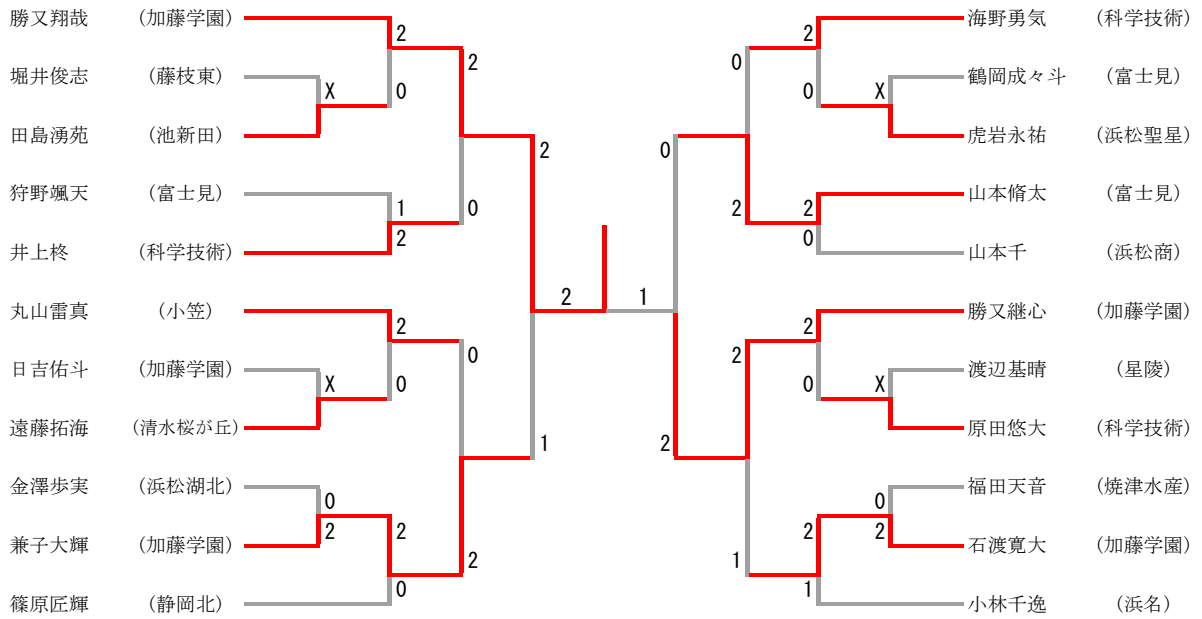 勝又翔哉 (加藤学園) 海野勇気 (科学技術)
2 2
2 0
堀井俊志 (藤枝東) 鶴岡成々斗 (富士見)
X 0 0 X
田島湧苑 (池新田) 虎岩永祐 (浜松聖星)
2 0
狩野颯天 (富士見) 山本脩太 (富士見)
1 0 2 2
2 0
井上柊 (科学技術) 山本千 (浜松商)
2 1
丸山雷真 (小笠) 勝又継心 (加藤学園)
2 2
0 2
日吉佑斗 (加藤学園) 渡辺基晴 (星陵)
X 0 0 X
遠藤拓海 (清水桜が丘) 原田悠大 (科学技術)
1 2
金澤歩実 (浜松湖北) 福田天音 (焼津水産)
0 0
2 2 2 2
兼子大輝 (加藤学園) 石渡寛大 (加藤学園)
2 1
0 1
篠原匠輝 (静岡北) 小林千逸 (浜名)